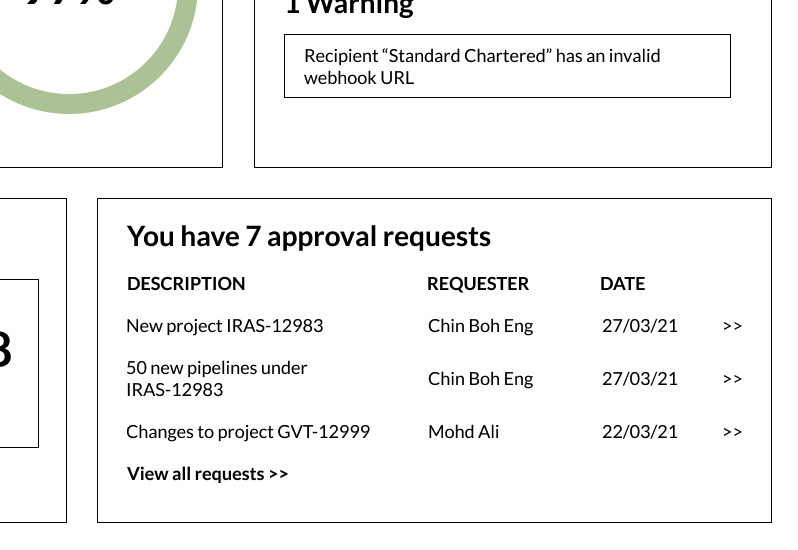 1 Warning
Recipient “Standard Chartered” has an invalid
webhook URL
You have 7 approval requests
DESCRIPTION REQUESTER DATE
New project IRAS-12983 Chin Boh Eng 27/03/21 >>
50 new pipelines under
IRAS-12983 Chin Boh Eng 27/03/21 >>
Changes to project GVT-12999 Mohd Ali 22/03/21 >>
View all requests >>